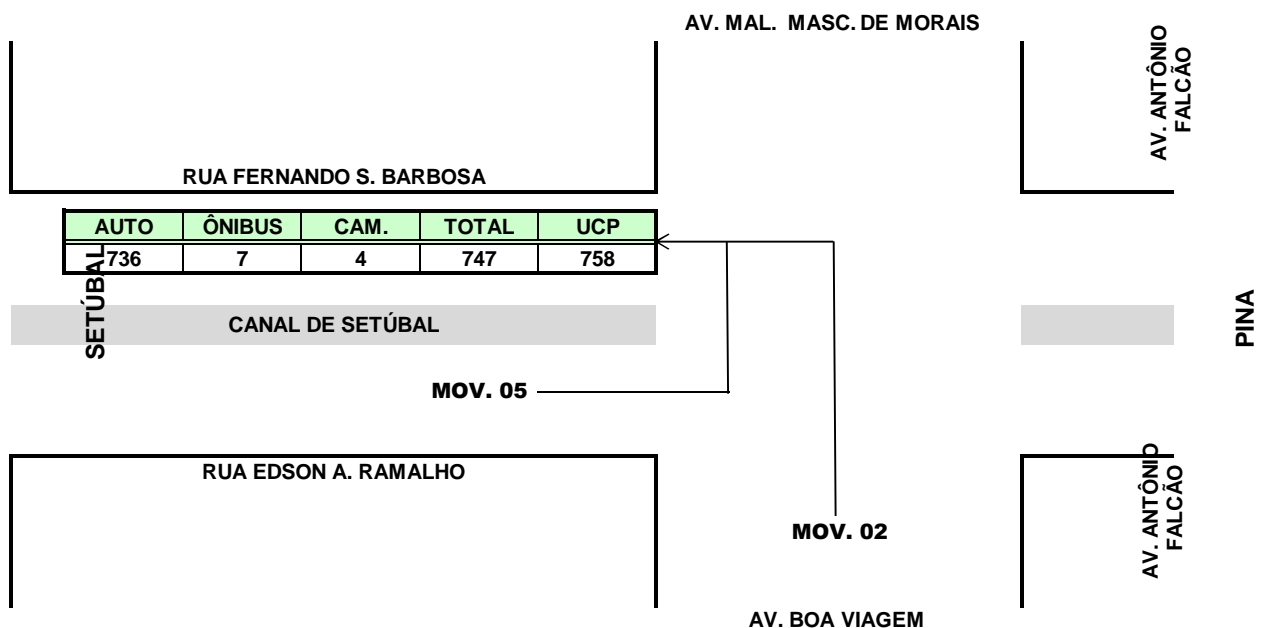 AV. MAL. MASC. DE MORAIS
AV. ANTÔNIO
FALCÃO
RUA FERNANDO S. BARBOSA
AUTO ÔNIBUS CAM. TOTAL UCP
736 7 4 747 758
SETÚBAL
CANAL DE SETÚBAL
PINA
MOV. 05
RUA EDSON A. RAMALHO
AV. ANTÔNIO
FALCÃO
MOV. 02
AV. BOA VIAGEM